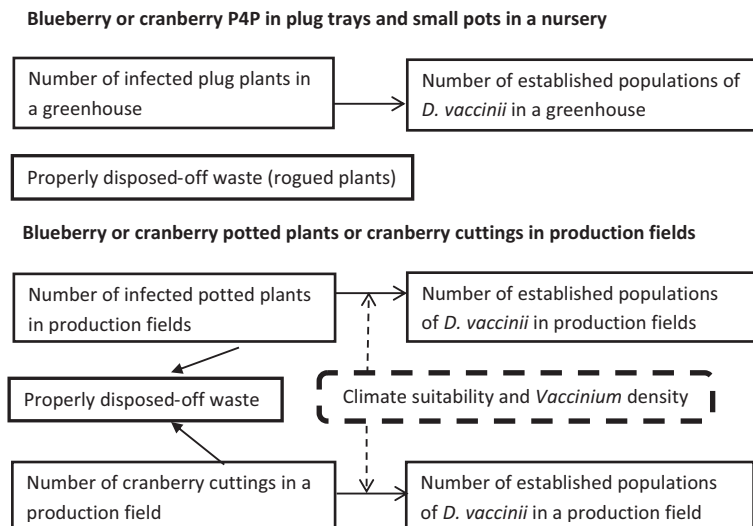 Blueberry or cranberry P4P in plug trays and small pots in a nursery
Number of infected plug plants in
a greenhouse
Number of established populations of
D. vaccinii in a greenhouse
Properly disposed-off waste (rogued plants)
Blueberry or cranberry potted plants or cranberry cuttings in production fields
Number of infected potted plants
in production fields
Number of established populations
of D. vaccinii in production fields
Properly disposed-off waste
Climate suitability and Vaccinium density
Number of cranberry cuttings in a
production field
Number of established populations
of D. vaccinii in a production field